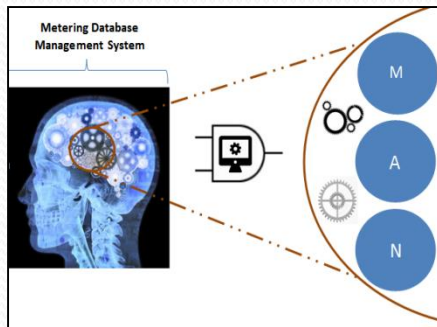 Metering Database
Management System
M
A
N